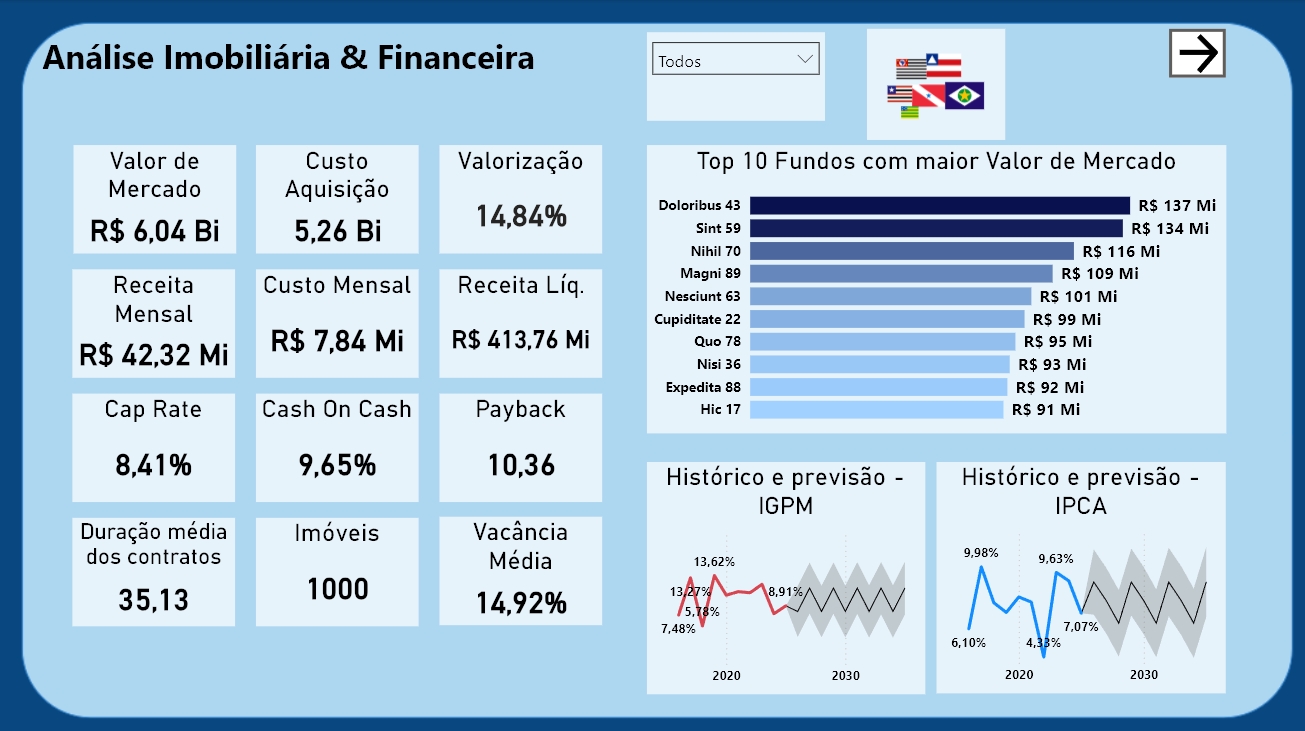 Análise Imobiliária & Financeira
Todos
Valor de
Mercado
R$ 6,04 Bi
Custo
Aquisição
5,26 Bi
Valorização
14,84%
Receita
Mensal
R$ 42,32 Mi
Custo Mensal
R$ 7,84 Mi
Receita Líq.
R$ 413,76 Mi
Cap Rate
8,41%
Cash On Cash
9,65%
Payback
10,36
Duração média
dos contratos
35,13
Imóveis
1000
Vacância
Média
14,92%
Top 10 Fundos com maior Valor de Mercado
Doloribus 43 R$ 137 Mi
Sint 59 R$ 134 Mi
Nihil 70 R$ 116 Mi
Magni 89 R$ 109 Mi
Nesciunt 63 R$ 101 Mi
Cupiditate 22 R$ 99 Mi
Quo 78 R$ 95 Mi
Nisi 36 R$ 93 Mi
Expedita 88 R$ 92 Mi
Hic 17 R$ 91 Mi
Histórico e previsão -
IGPM
13,62%
13,27%
8,91%
5,78%
7,48%
2020 2030
Histórico e previsão -
IPCA
9,98%
9,63%
7,07%
6,10%
4,33%
2020 2030